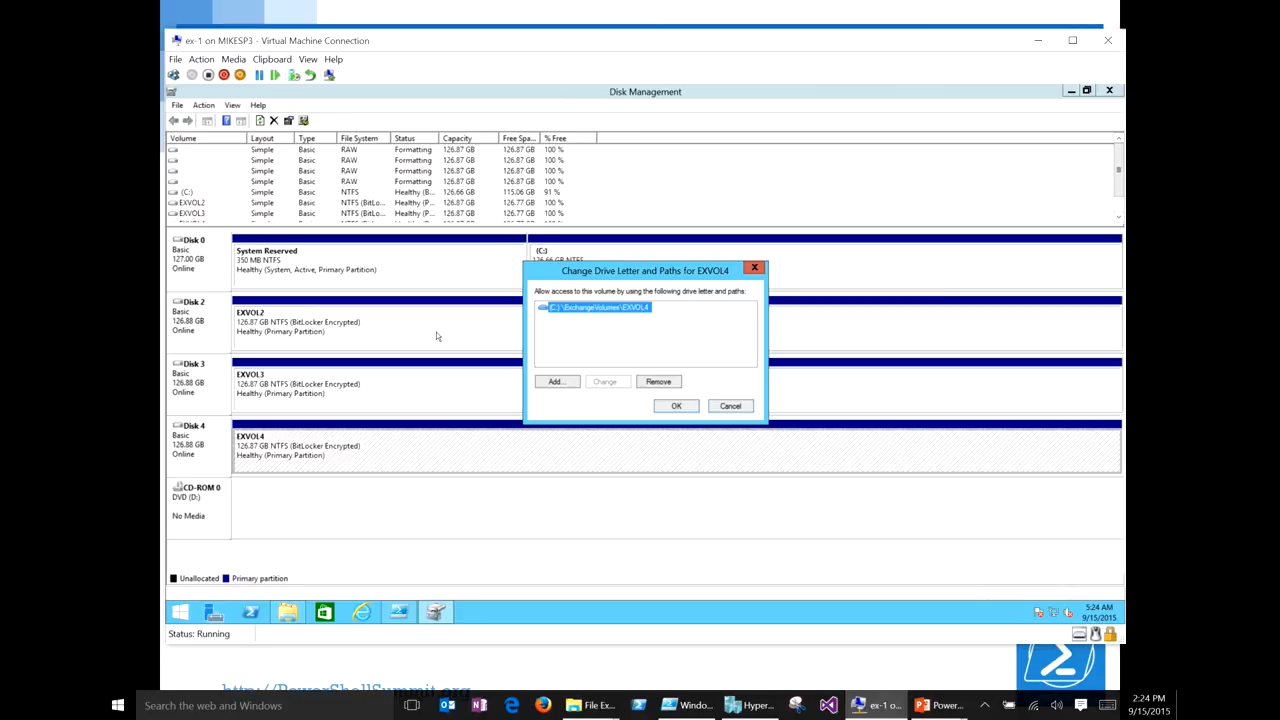 ex-1 on MIKESP3 - Virtual Machine Connection
File Action Media Clipboard View Help
Disk Management
File Action View Help
Volume Layout Type File System Status Capacity Free Spa... % Free
Simple Basic RAW Formatting 126.87 GB 126.87 GB 100 %
Simple Basic RAW Formatting 126.87 GB 126.87 GB 100 %
Simple Basic RAW Formatting 126.87 GB 126.87 GB 100 %
Simple Basic RAW Formatting 126.87 GB 126.87 GB 100 %
(C:) Simple Basic NTFS Healthy (B... 126.66 GB 115.06 GB 91 %
EXVOL2 Simple Basic NTFS (BitLo... Healthy (P... 126.87 GB 126.77 GB 100 %
EXVOL3 Simple Basic NTFS (BitLo... Healthy (P... 126.87 GB 126.77 GB 100 %
Disk 0
Basic
127.00 GB
Online
System Reserved
350 MB NTFS
Healthy (System, Active, Primary Partition)
(C:)
126.66 GB NTFS
Disk 2
Basic
126.88 GB
Online
EXVOL2
126.87 GB NTFS (BitLocker Encrypted)
Healthy (Primary Partition)
Disk 3
Basic
126.88 GB
Online
EXVOL3
126.87 GB NTFS (BitLocker Encrypted)
Healthy (Primary Partition)
Disk 4
Basic
126.88 GB
Online
EXVOL4
126.87 GB NTFS (BitLocker Encrypted)
Healthy (Primary Partition)
CD-ROM 0
DVD (D:)
No Media
Change Drive Letter and Paths for EXVOL4
Allow access to this volume by using the following drive letter and paths:
(C:) \ExchangeVolumes\EXVOL4
Add... Change Remove
OK Cancel
Unallocated Primary partition
5:24 AM
9/15/2015
Status: Running
http://PowerShellSummit.org
Search the web and Windows
File Ex... Windo... Hyper... ex-1 o... Power...
2:24 PM
9/15/2015